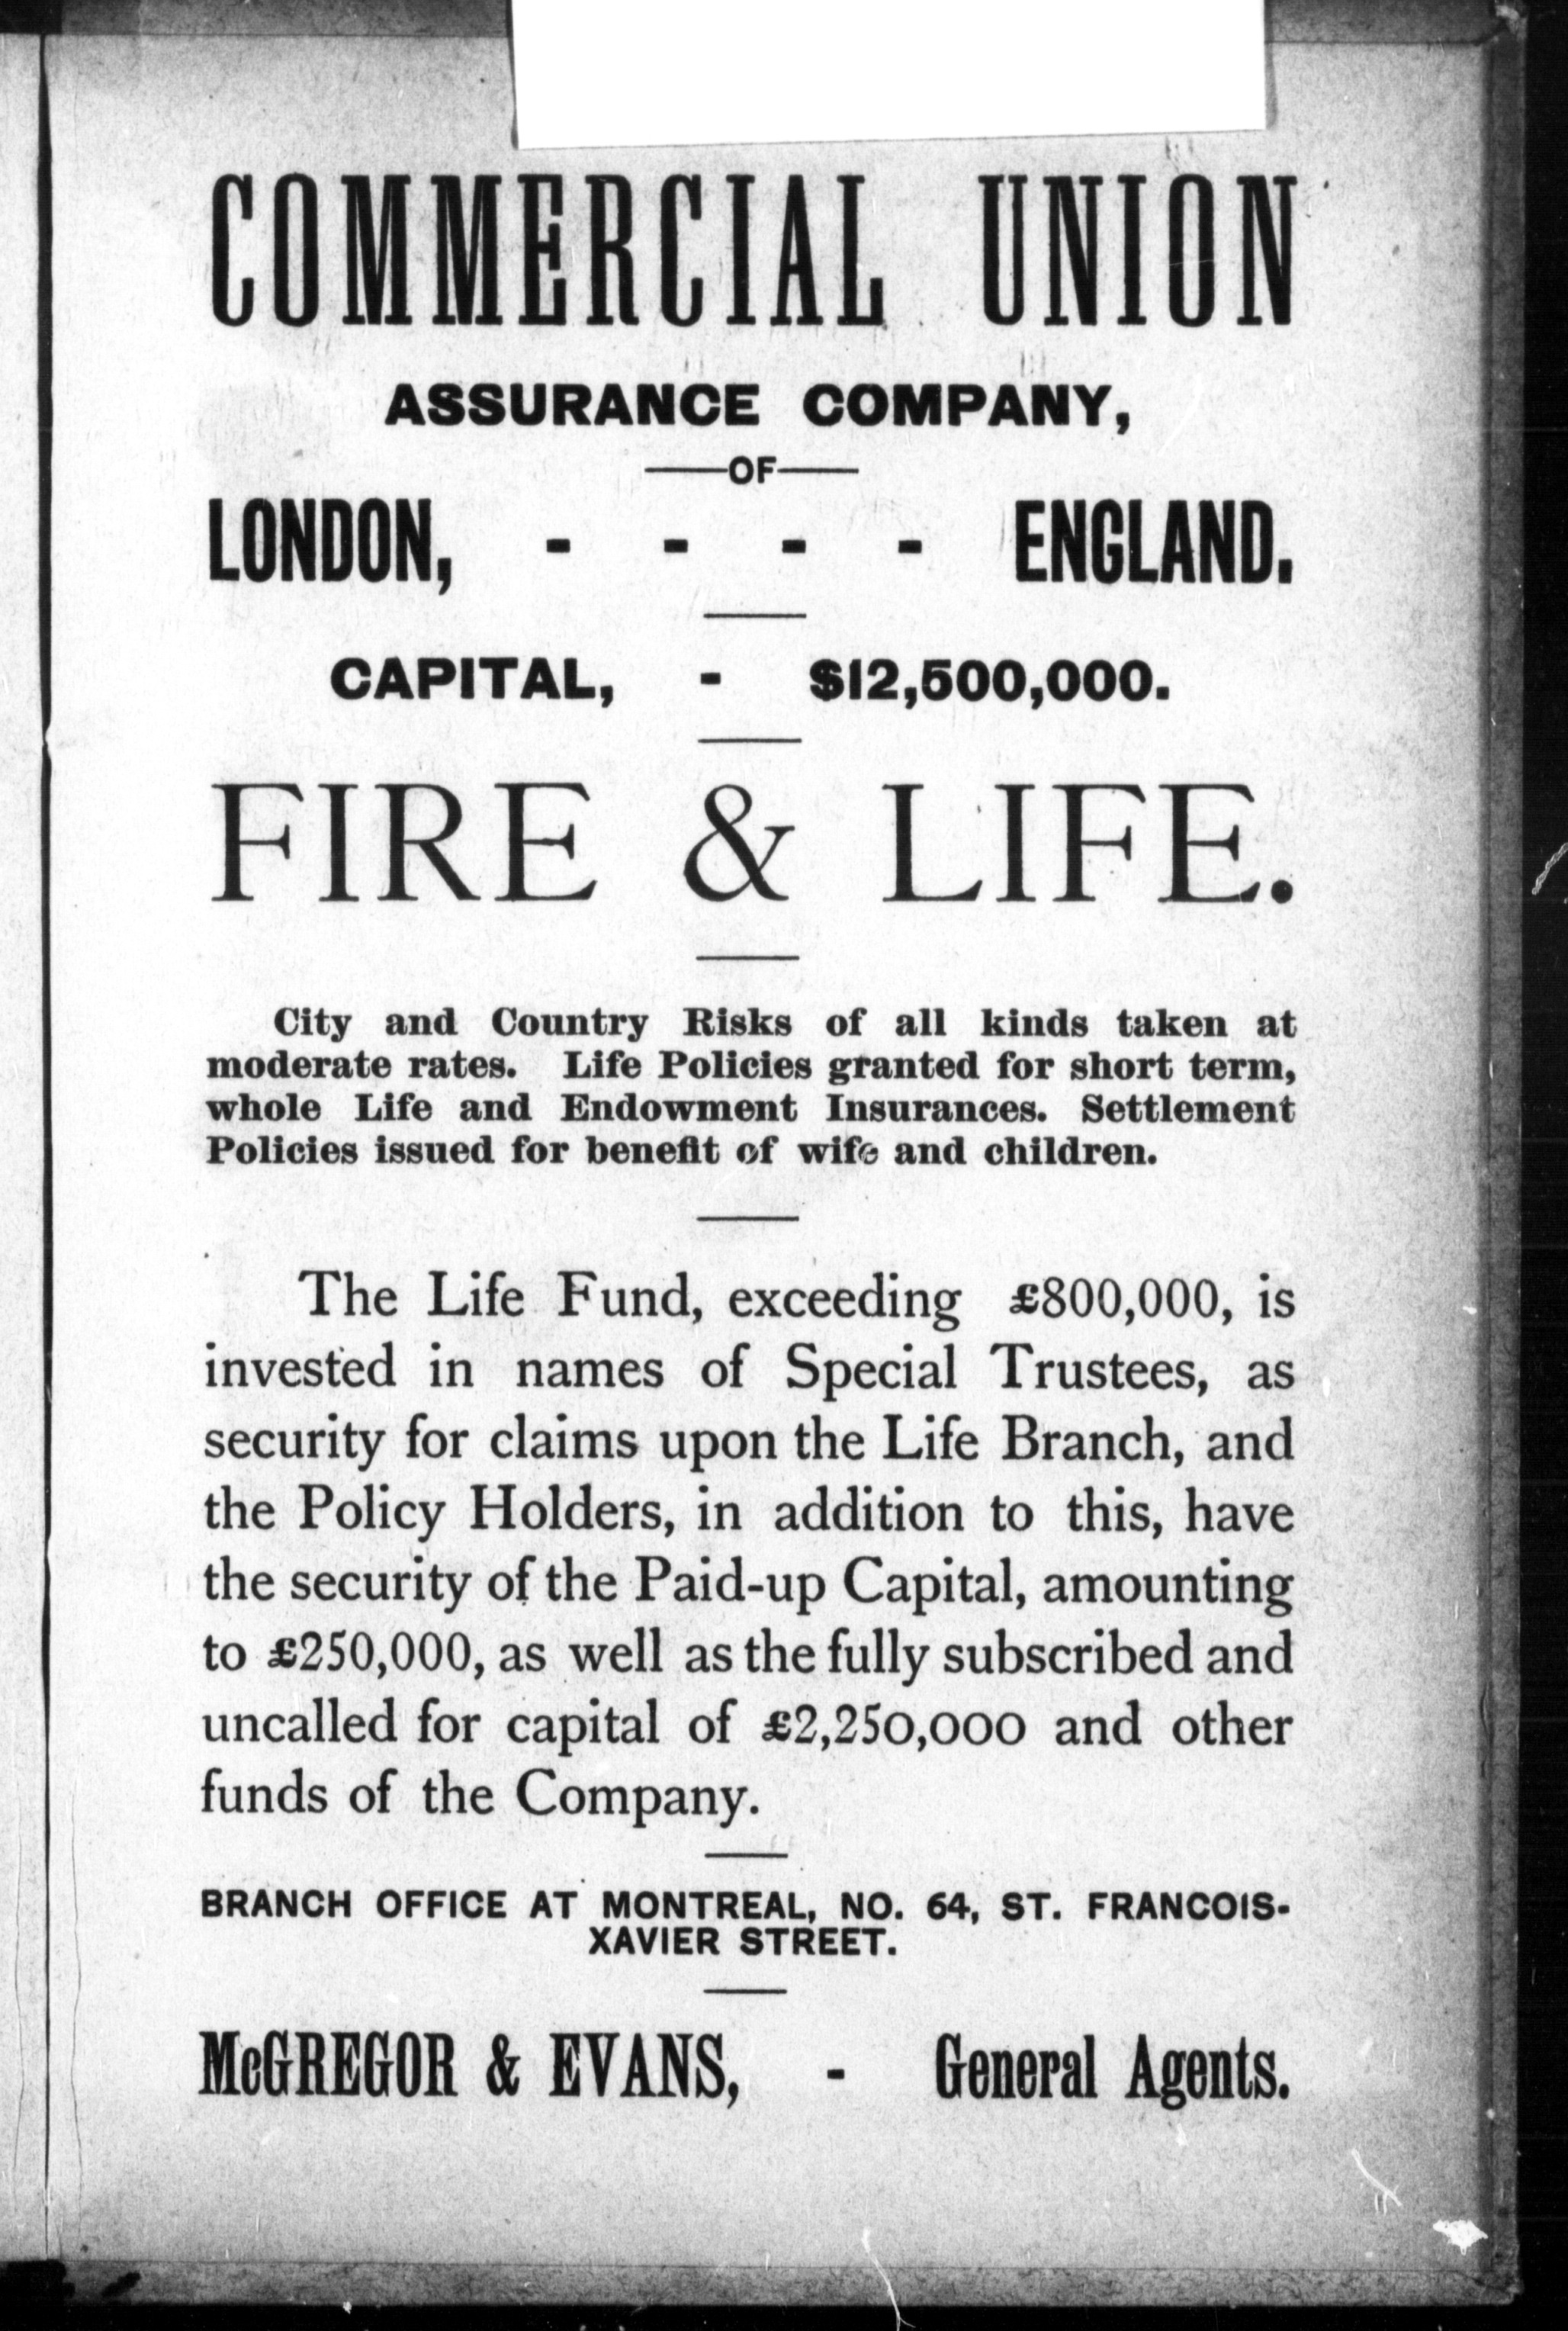 COMMERCIAL UNION
ASSURANCE COMPANY,
—OF—
LONDON, - - - - ENGLAND.
CAPITAL, - $12,500,000.
FIRE & LIFE.
City and Country Risks of all kinds taken at
moderate rates. Life Policies granted for short term,
whole Life and Endowment Insurances. Settlement
Policies issued for benefit of wife and children.
The Life Fund, exceeding £800,000, is
invested in names of Special Trustees, as
security for claims upon the Life Branch, and
the Policy Holders, in addition to this, have
the security of the Paid-up Capital, amounting
to £250,000, as well as the fully subscribed and
uncalled for capital of £2,250,000 and other
funds of the Company.
BRANCH OFFICE AT MONTREAL, NO. 64, ST. FRANCOIS-
XAVIER STREET.
McGREGOR & EVANS, - General Agents.